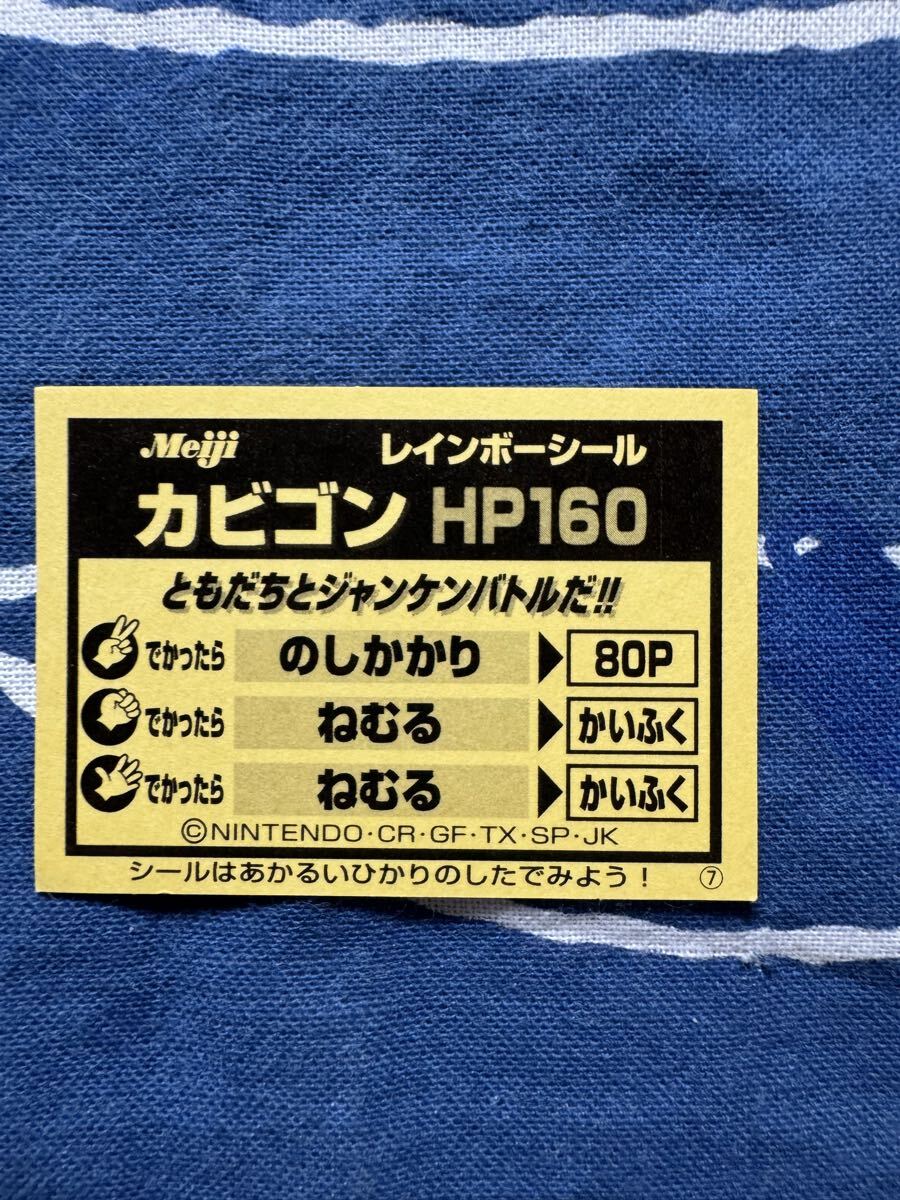 Meiji レインボーシール
カビゴン HP160
ともだちとジャンケンバトルだ!!
でかったら のしかかり 80P
でかったら ねむる かいふく
でかったら ねむる かいふく
©NINTENDO・CR・GF・TX・SP・JK
シールはあかるいひかりのしたでみよう! ⑦